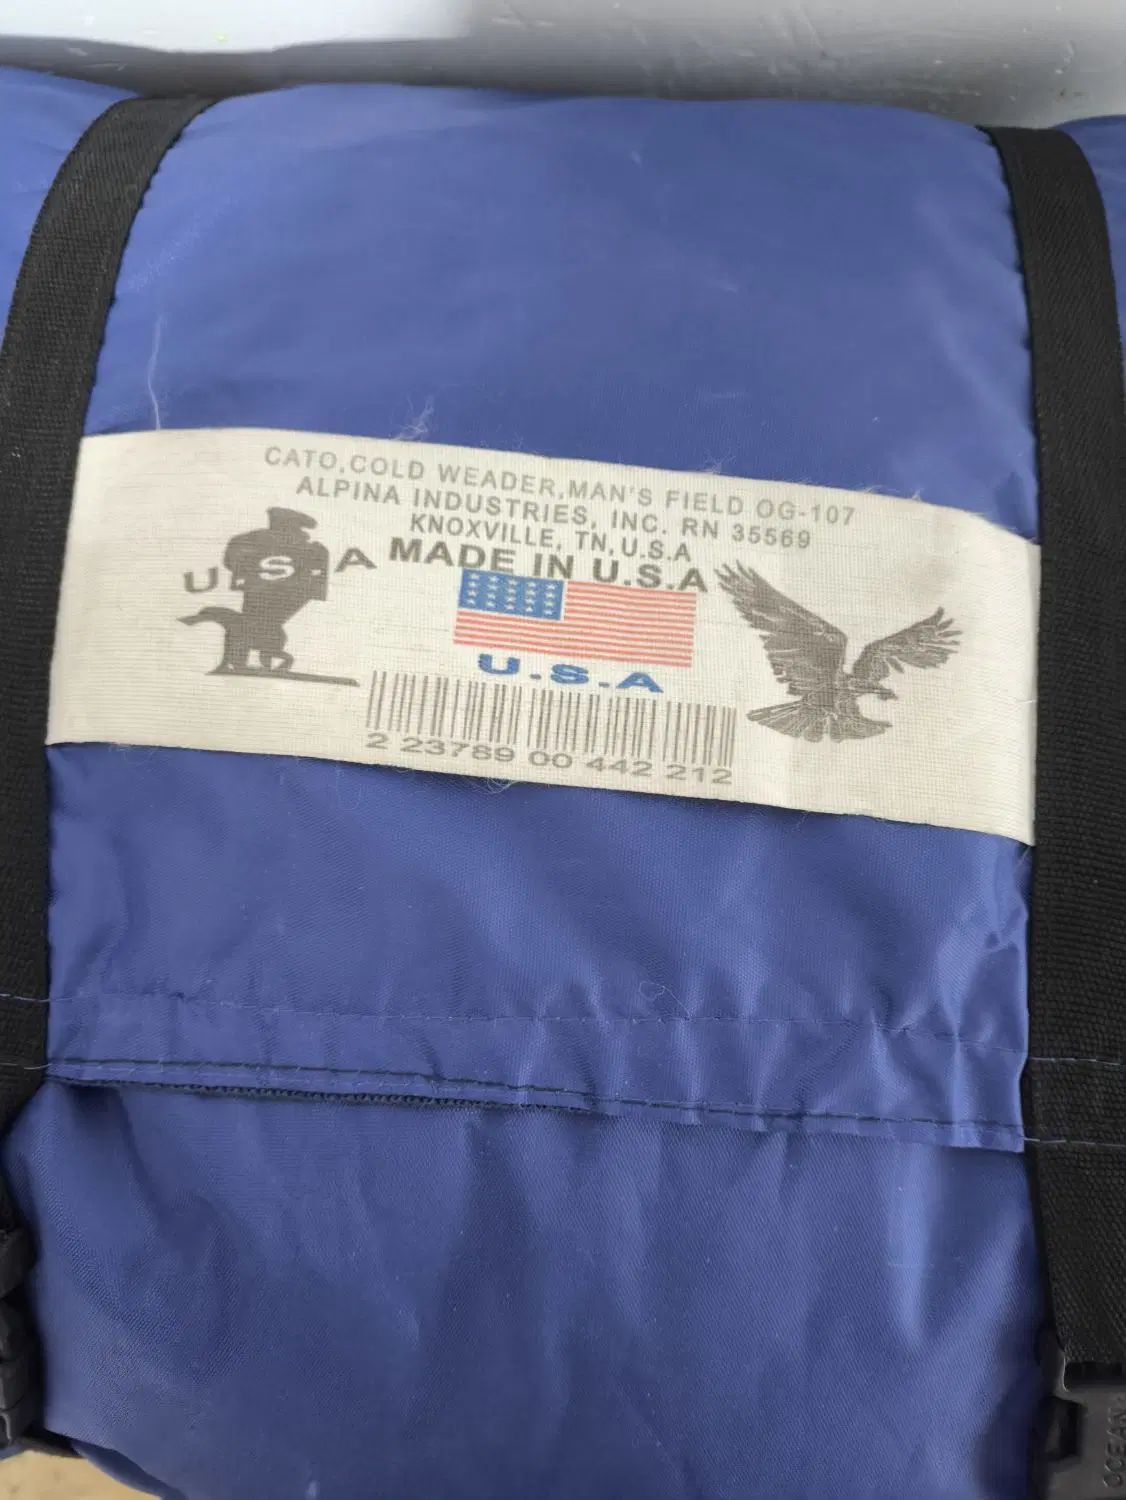 CATO,COLD WEADER,MAN'S FIELD OG-107
ALPINA INDUSTRIES, INC. RN 35569
KNOXVILLE, TN,U.S.A
MADE IN U.S.A
U.S.A
U.S.A
2 23789 00 442 212
OCEAN